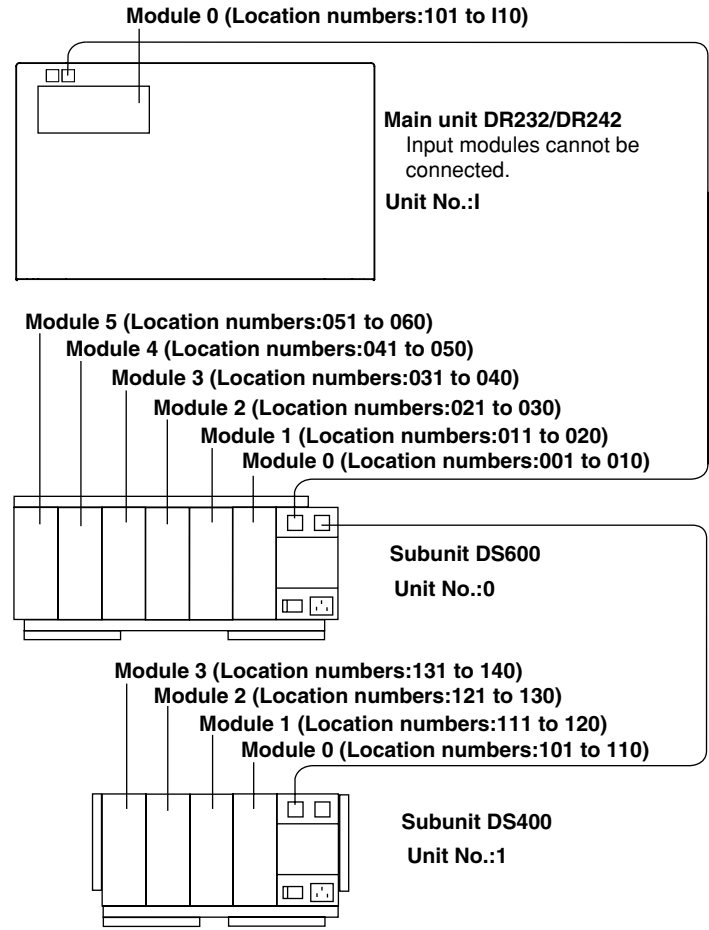 Module 0 (Location numbers:101 to I10)
Main unit DR232/DR242
Input modules cannot be
connected.
Unit No.:I
Module 5 (Location numbers:051 to 060)
Module 4 (Location numbers:041 to 050)
Module 3 (Location numbers:031 to 040)
Module 2 (Location numbers:021 to 030)
Module 1 (Location numbers:011 to 020)
Module 0 (Location numbers:001 to 010)
Subunit DS600
Unit No.:0
Module 3 (Location numbers:131 to 140)
Module 2 (Location numbers:121 to 130)
Module 1 (Location numbers:111 to 120)
Module 0 (Location numbers:101 to 110)
Subunit DS400
Unit No.:1